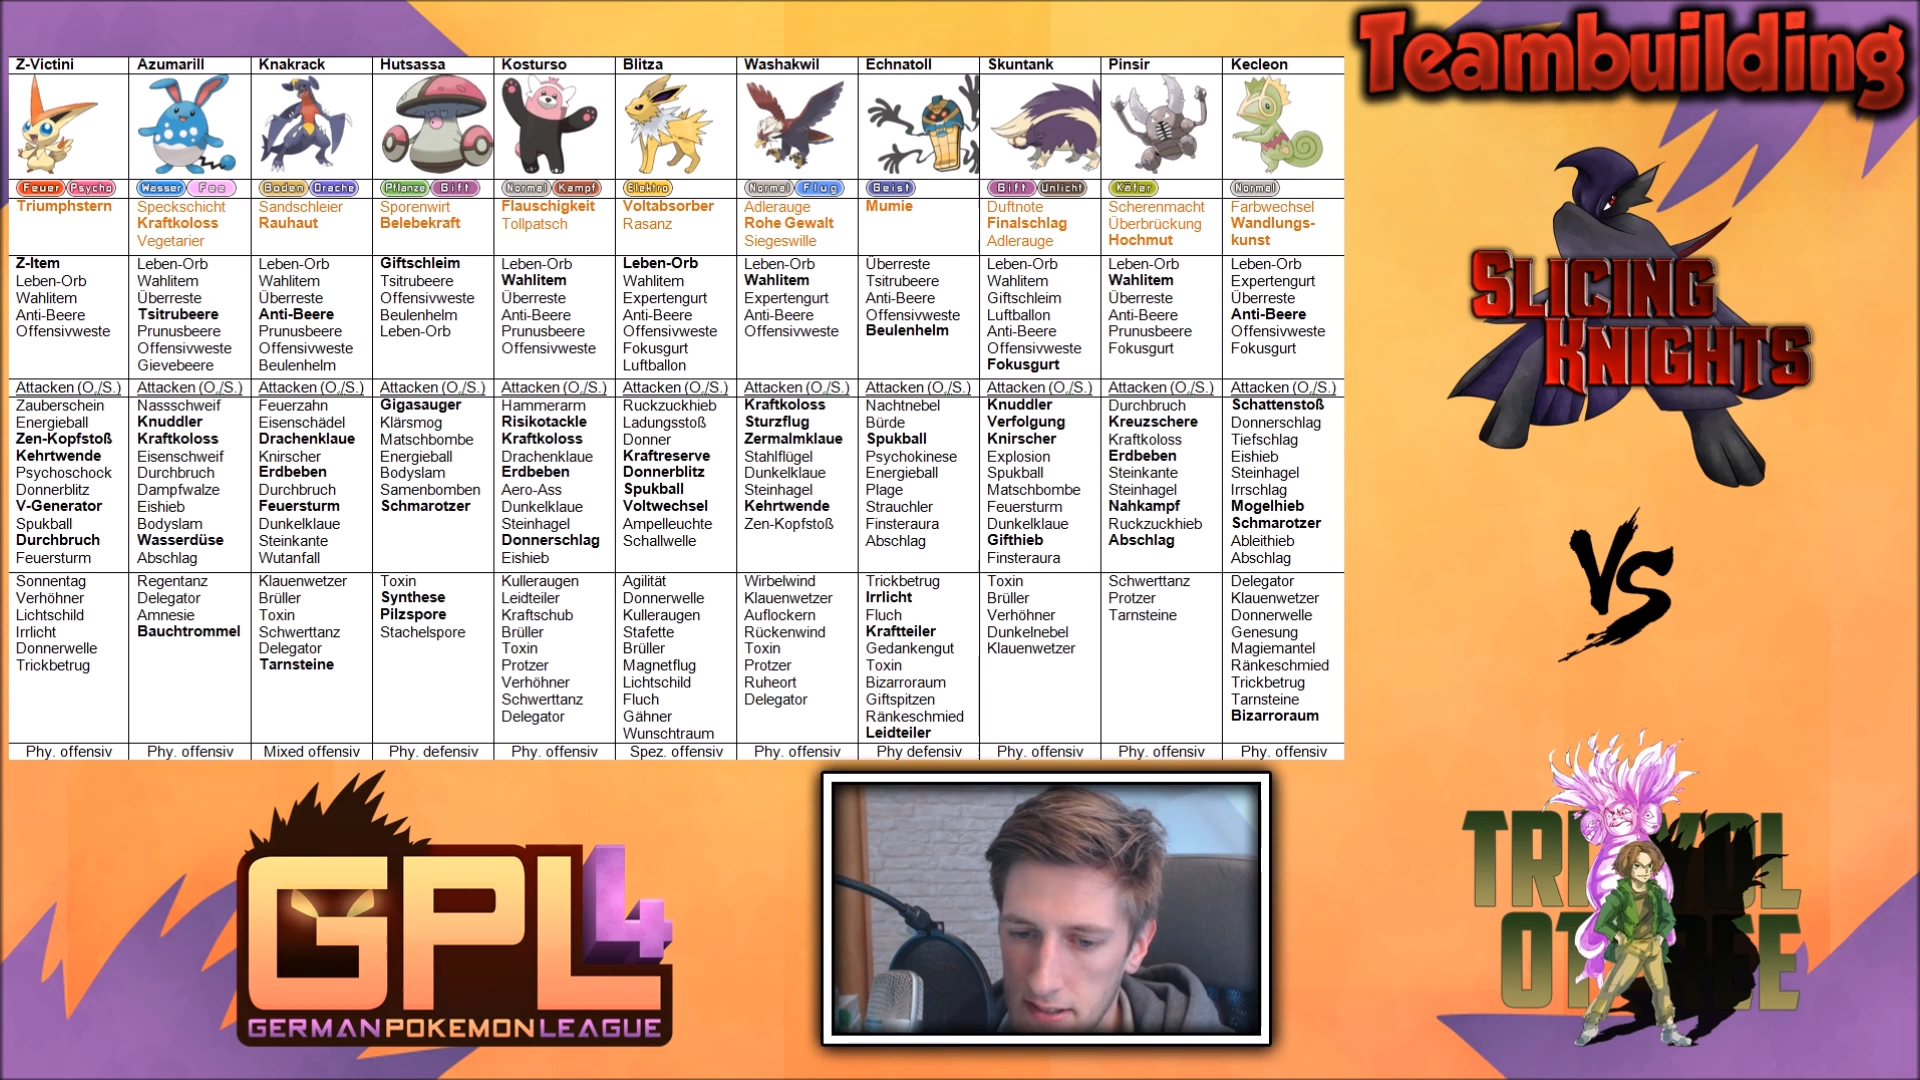 Teambuilding
Z-Victini Azumarill Knakrack Hutsassa Kosturso Blitza Washakwil Echnatoll Skuntank Pinsir Kecleon
Feuer Psycho Wasser Fee Boden Drache Pflanze Gift Normal Kampf Elektro Normal Flug Geist Gift Unlicht Käfer Normal
Triumphstern Speckschicht Sandschleier Sporenwirt Flauschigkeit Voltabsorber Adlerauge Mumie Duftnote Scherenmacht Farbwechsel
Kraftkoloss Rauhaut Belebekraft Tollpatsch Rasanz Rohe Gewalt Finalschlag Überbrückung Wandlungs-
Vegetarier Siegeswille Adlerauge Hochmut kunst
Z-Item Leben-Orb Leben-Orb Giftschleim Leben-Orb Leben-Orb Leben-Orb Überreste Leben-Orb Leben-Orb Leben-Orb
Leben-Orb Wahlitem Wahlitem Tsitrubeere Wahlitem Wahlitem Wahlitem Tsitrubeere Wahlitem Wahlitem Expertengurt
Wahlitem Überreste Überreste Offensivweste Überreste Expertengurt Expertengurt Anti-Beere Giftschleim Überreste Überreste
Anti-Beere Tsitrubeere Anti-Beere Beulenhelm Anti-Beere Anti-Beere Anti-Beere Offensivweste Luftballon Anti-Beere Anti-Beere
Offensivweste Prunusbeere Prunusbeere Leben-Orb Prunusbeere Offensivweste Offensivweste Beulenhelm Anti-Beere Prunusbeere Offensivweste
Offensivweste Offensivweste Offensivweste Fokusgurt Offensivweste Fokusgurt Fokusgurt
Gievebeere Beulenhelm Luftballon Fokusgurt
Attacken (O./S.) Attacken (O./S.) Attacken (O./S.) Attacken (O./S.) Attacken (O./S.) Attacken (O./S.) Attacken (O./S.) Attacken (O./S.) Attacken (O./S.) Attacken (O./S.) Attacken (O./S.)
Zauberschein Nassschweif Feuerzahn Gigasauger Hammerarm Ruckzuckhieb Kraftkoloss Nachtnebel Knuddler Durchbruch Schattenstoß
Energieball Knuddler Eisenschädel Klärsmog Risikotackle Ladungsstoß Sturzflug Bürde Verfolgung Kreuzschere Donnerschlag
Zen-Kopfstoß Kraftkoloss Drachenklaue Matschbombe Kraftkoloss Donner Zermalmklaue Spukball Knirscher Kraftkoloss Tiefschlag
Kehrtwende Eisenschweif Knirscher Energieball Drachenklaue Kraftreserve Stahlflügel Psychokinese Explosion Erdbeben Eishieb
Psychoschock Durchbruch Erdbeben Bodyslam Erdbeben Donnerblitz Dunkelklaue Energieball Spukball Steinkante Steinhagel
Donnerblitz Dampfwalze Durchbruch Samenbomben Aero-Ass Spukball Steinhagel Plage Matschbombe Steinhagel Irrschlag
V-Generator Eishieb Feuersturm Schmarotzer Dunkelklaue Voltwechsel Kehrtwende Strauchler Feuersturm Nahkampf Mogelhieb
Spukball Bodyslam Dunkelklaue Steinhagel Ampelleuchte Zen-Kopfstoß Finsteraura Dunkelklaue Ruckzuckhieb Schmarotzer
Durchbruch Wasserdüse Steinkante Donnerschlag Schallwelle Abschlag Gifthieb Abschlag Ableithieb
Feuersturm Abschlag Wutanfall Eishieb Finsteraura Abschlag
Sonnentag Regentanz Klauenwetzer Toxin Kulleraugen Agilität Wirbelwind Trickbetrug Toxin Schwerttanz Delegator
Verhöhner Delegator Brüller Synthese Leidteiler Donnerwelle Klauenwetzer Irrlicht Brüller Protzer Klauenwetzer
Lichtschild Amnesie Toxin Pilzspore Kraftschub Kulleraugen Auflockern Fluch Verhöhner Tarnsteine Donnerwelle
Irrlicht Bauchtrommel Schwerttanz Stachelspore Brüller Stafette Rückenwind Kraftteiler Dunkelnebel Genesung
Donnerwelle Delegator Toxin Brüller Toxin Gedankengut Klauenwetzer Magiemantel
Trickbetrug Tarnsteine Protzer Magnetflug Protzer Toxin Ränkeschmied
Verhöhner Lichtschild Ruheort Bizarroraum Trickbetrug
Schwerttanz Fluch Delegator Giftspitzen Tarnsteine
Delegator Gähner Ränkeschmied Bizarroraum
Wunschtraum Leidteiler
Phy. offensiv Phy. offensiv Mixed offensiv Phy. defensiv Phy. offensiv Spez. offensiv Phy. offensiv Phy defensiv Phy. offensiv Phy. offensiv Phy. offensiv
SLICING
KNIGHTS
VS
GPL4
GERMAN POKEMON LEAGUE